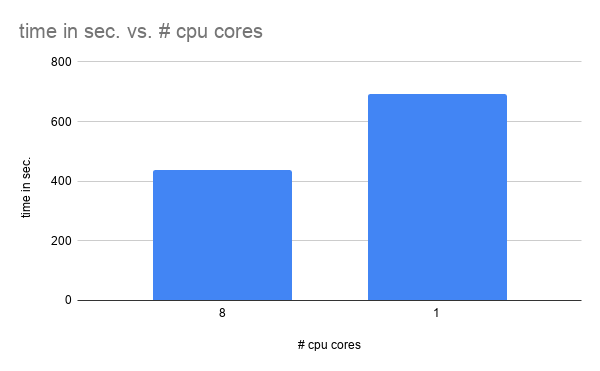 time in sec. vs. # cpu cores
800
600
400
200
0
time in sec.
8
1
# cpu cores